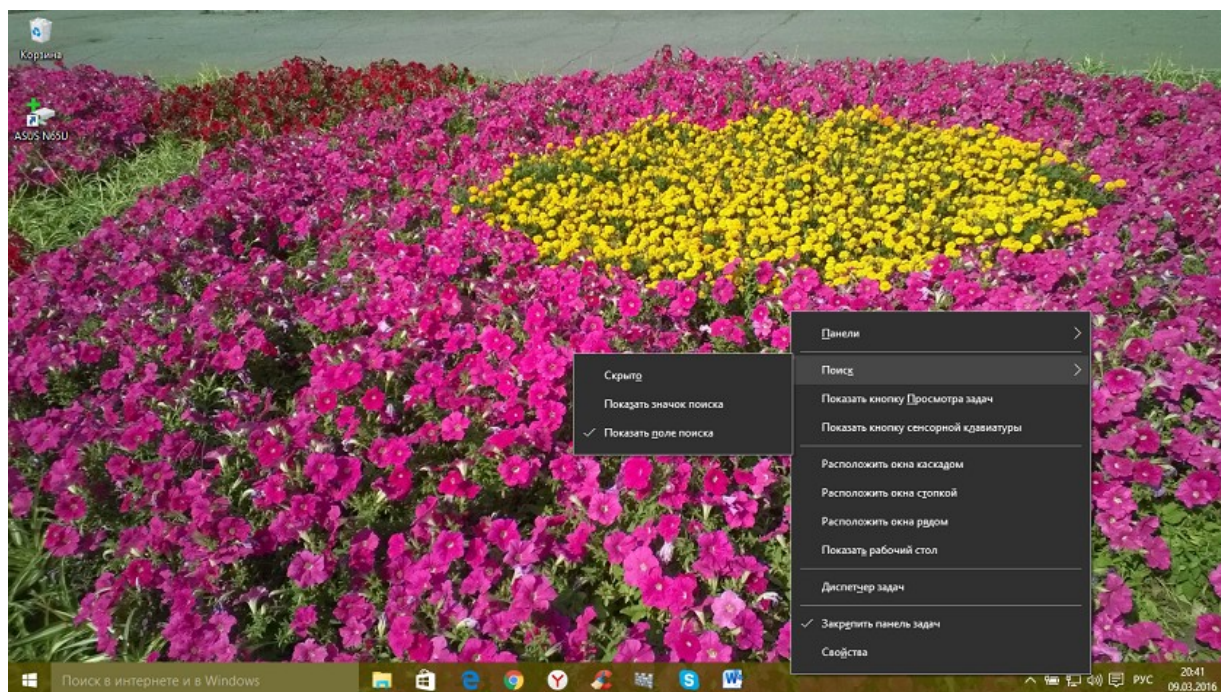 Корзина
ASUS N65U
Скрыто
Показать значок поиска
Показать поле поиска
Панели
Поиск
Показать кнопку Просмотра задач
Показать кнопку сенсорной клавиатуры
Расположить окна каскадом
Расположить окна стопкой
Расположить окна рядом
Показать рабочий стол
Диспетчер задач
Закрепить панель задач
Свойства
Поиск в интернете и в Windows
РУС
20:41
09.03.2016